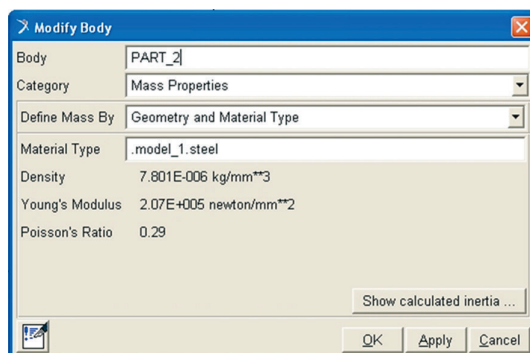 Modify Body
Body PART_2
Category Mass Properties
Define Mass By Geometry and Material Type
Material Type .model_1.steel
Density 7.801E-006 kg/mm**3
Young's Modulus 2.07E+005 newton/mm**2
Poisson's Ratio 0.29
Show calculated inertia ...
OK Apply Cancel